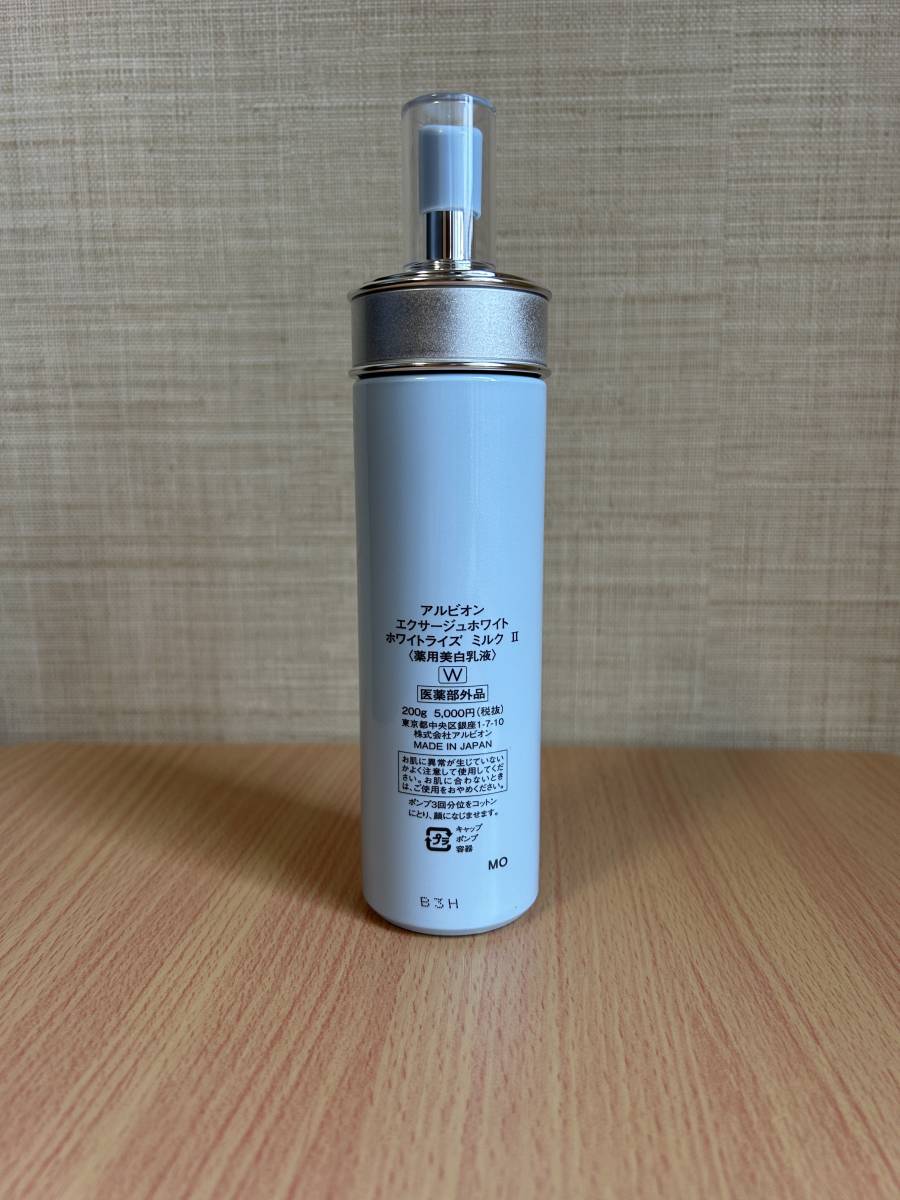 アルビオン
エクサージュホワイト
ホワイトライズ ミルク Ⅱ
〈薬用美白乳液〉
W
医薬部外品
200g 5,000円(税抜)
東京都中央区銀座1-7-10
株式会社アルビオン
MADE IN JAPAN
お肌に異常が生じていない
かよく注意して使用してくだ
さい。お肌に合わないとき
は、ご使用をおやめください。
ポンプ3回分位をコットン
にとり、顔になじませます。
プラ
キャップ
ポンプ
容器
MO
B3H